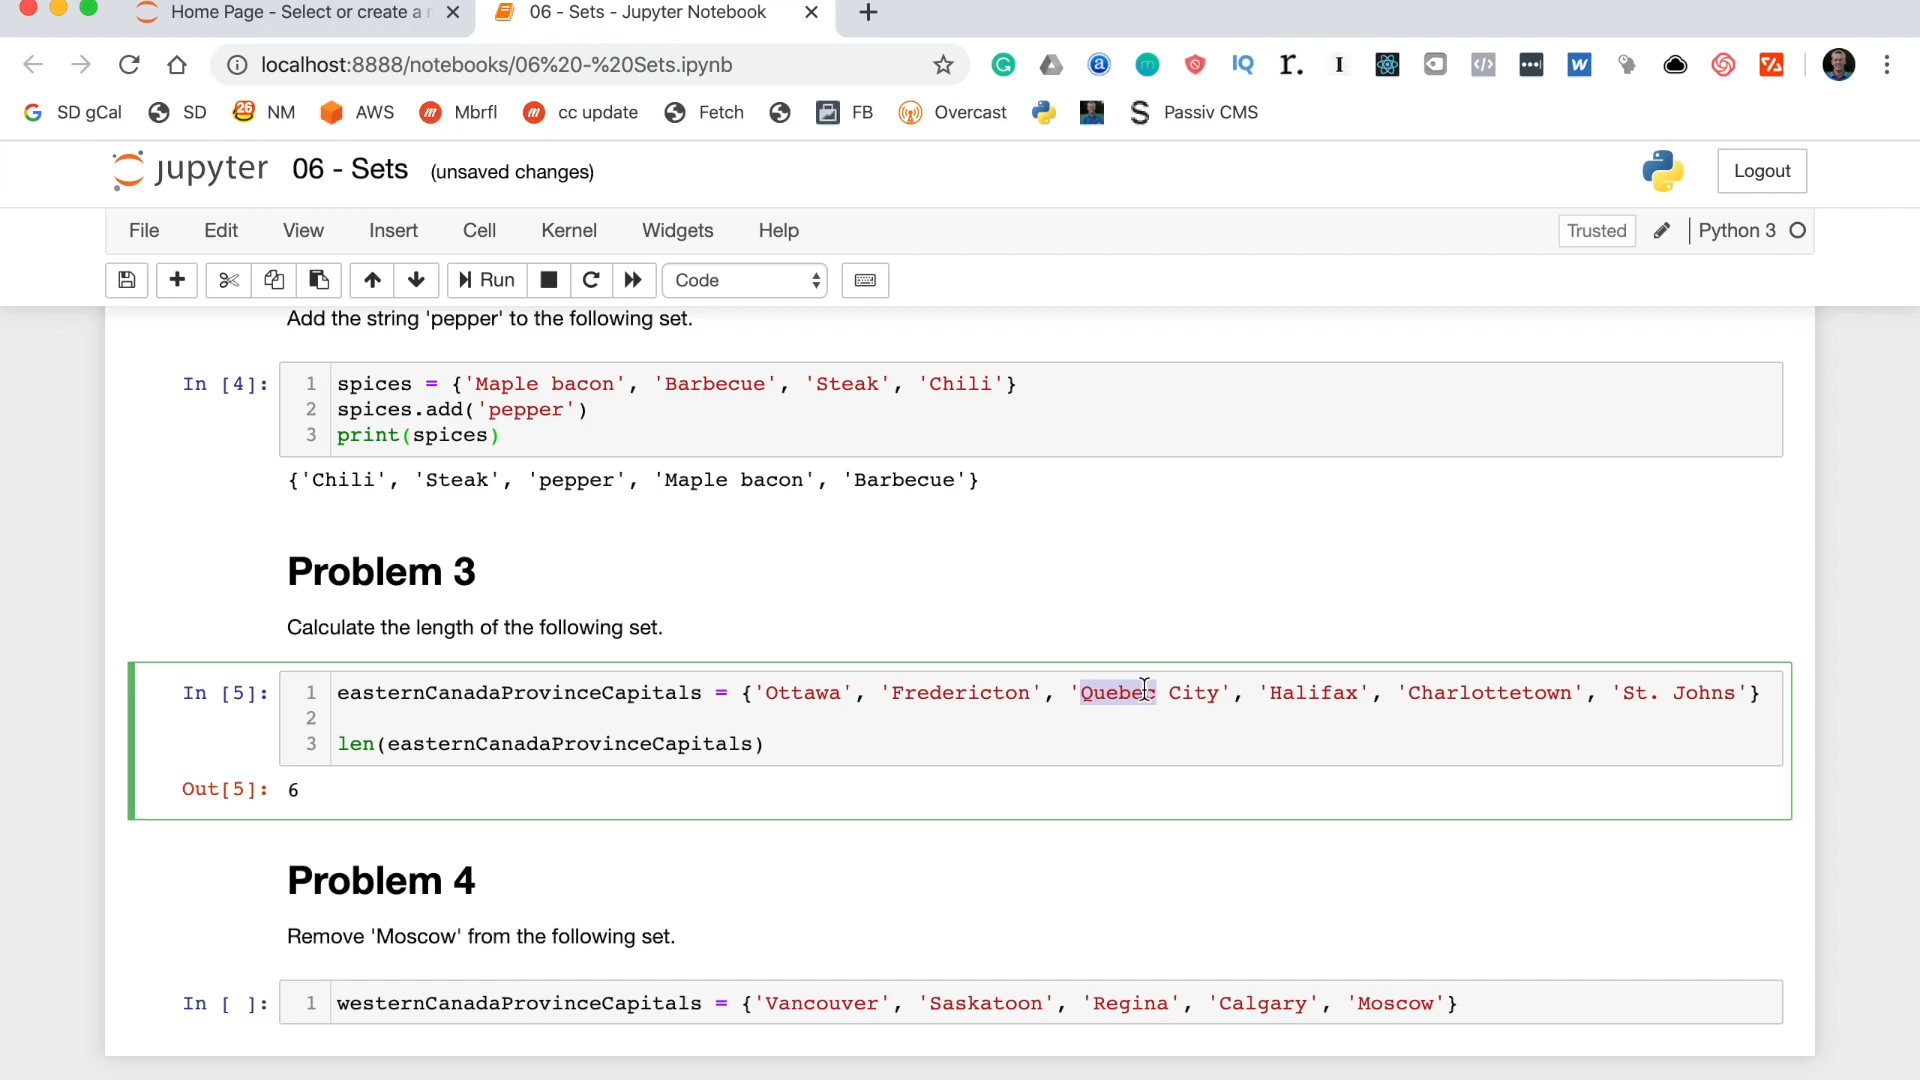 Home Page - Select or create a n
06 - Sets - Jupyter Notebook
localhost:8888/notebooks/06%20-%20Sets.ipynb
SD gCal SD NM AWS Mbrfl cc update Fetch FB Overcast Passiv CMS
jupyter 06 - Sets (unsaved changes) Logout
File Edit View Insert Cell Kernel Widgets Help Trusted Python 3
Run Code
Add the string 'pepper' to the following set.
In [4]: 1 spices = {'Maple bacon', 'Barbecue', 'Steak', 'Chili'}
2 spices.add('pepper')
3 print(spices)
{'Chili', 'Steak', 'pepper', 'Maple bacon', 'Barbecue'}
Problem 3
Calculate the length of the following set.
In [5]: 1 easternCanadaProvinceCapitals = {'Ottawa', 'Fredericton', 'Quebec City', 'Halifax', 'Charlottetown', 'St. Johns'}
2
3 len(easternCanadaProvinceCapitals)
Out[5]: 6
Problem 4
Remove 'Moscow' from the following set.
In [ ]: 1 westernCanadaProvinceCapitals = {'Vancouver', 'Saskatoon', 'Regina', 'Calgary', 'Moscow'}